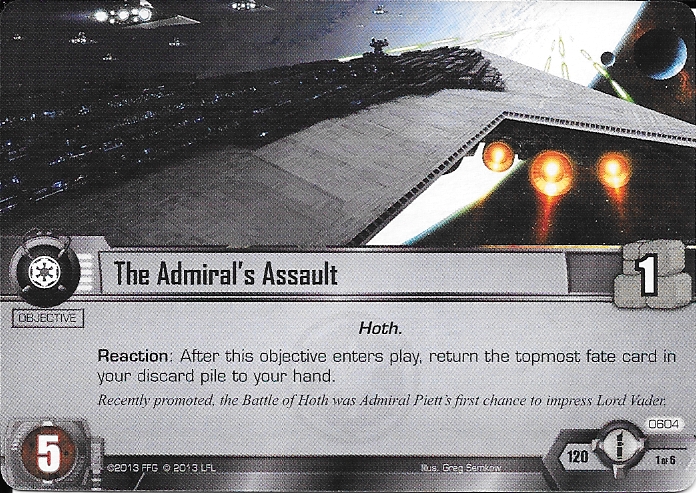 The Admiral's Assault
1
OBJECTIVE
Hoth.
Reaction: After this objective enters play, return the topmost fate card in
your discard pile to your hand.
Recently promoted, the Battle of Hoth was Admiral Piett's first chance to impress Lord Vader.
0604
5
©2013 FFG © 2013 LFL
Illus. Greg Semkow
120
1 OF 6